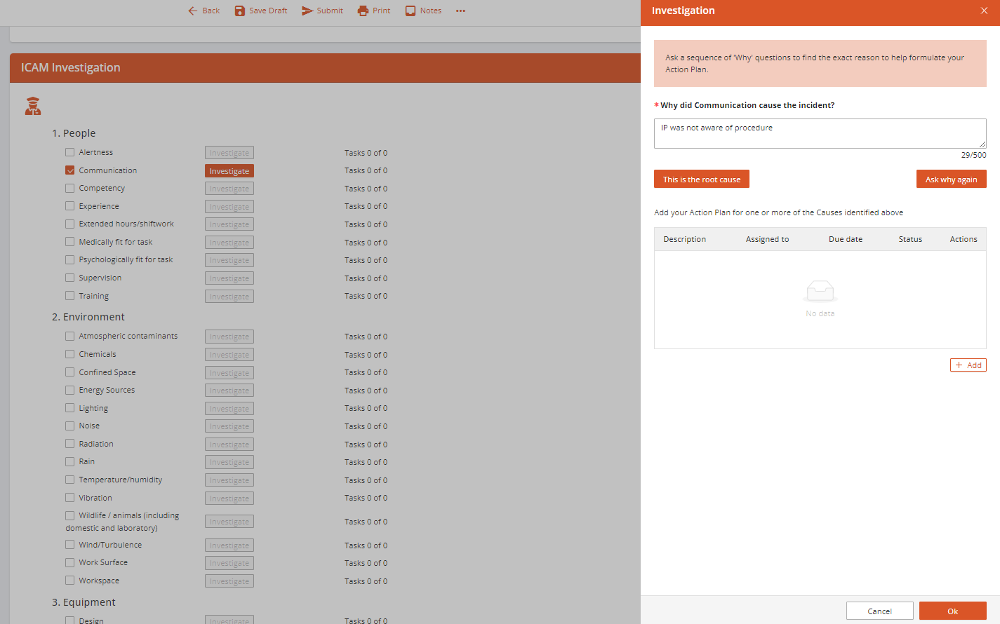 Back Save Draft Submit Print Notes
ICAM Investigation
1. People
Alertness Investigate Tasks 0 of 0
Communication Investigate Tasks 0 of 0
Competency Investigate Tasks 0 of 0
Experience Investigate Tasks 0 of 0
Extended hours/shiftwork Investigate Tasks 0 of 0
Medically fit for task Investigate Tasks 0 of 0
Psychologically fit for task Investigate Tasks 0 of 0
Supervision Investigate Tasks 0 of 0
Training Investigate Tasks 0 of 0
2. Environment
Atmospheric contaminants Investigate Tasks 0 of 0
Chemicals Investigate Tasks 0 of 0
Confined Space Investigate Tasks 0 of 0
Energy Sources Investigate Tasks 0 of 0
Lighting Investigate Tasks 0 of 0
Noise Investigate Tasks 0 of 0
Radiation Investigate Tasks 0 of 0
Rain Investigate Tasks 0 of 0
Temperature/humidity Investigate Tasks 0 of 0
Vibration Investigate Tasks 0 of 0
Wildlife / animals (including
domestic and laboratory) Investigate Tasks 0 of 0
Wind/Turbulence Investigate Tasks 0 of 0
Work Surface Investigate Tasks 0 of 0
Workspace Investigate Tasks 0 of 0
3. Equipment
Design Investigate Tasks 0 of 0
Investigation
Ask a sequence of 'Why' questions to find the exact reason to help formulate your
Action Plan.
* Why did Communication cause the incident?
IP was not aware of procedure
29/500
This is the root cause Ask why again
Add your Action Plan for one or more of the Causes identified above
Description Assigned to Due date Status Actions
No data
+ Add
Cancel Ok